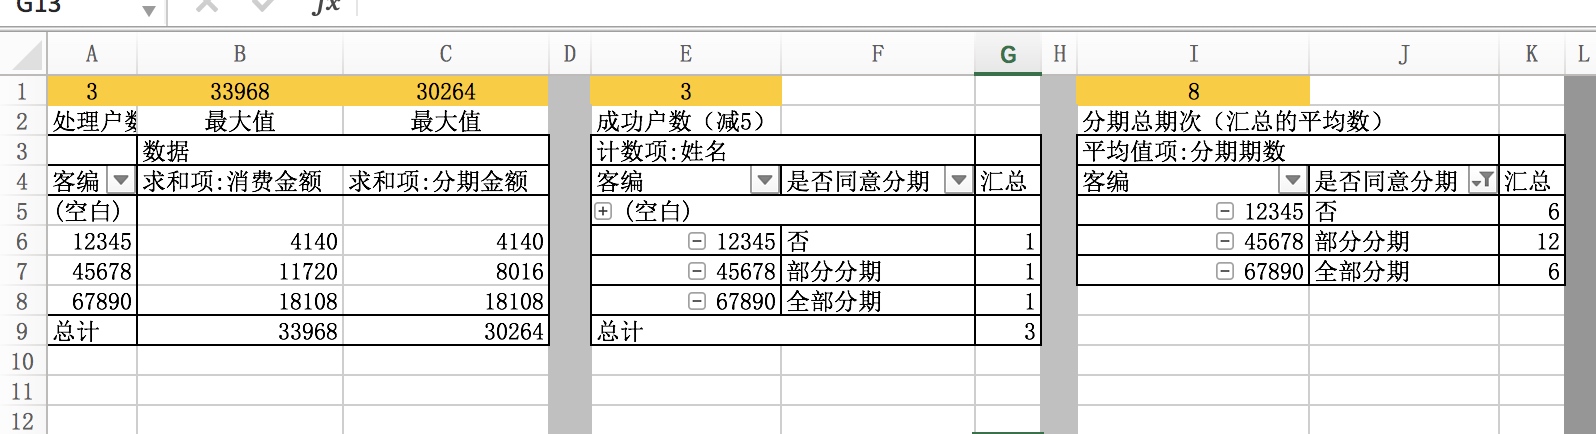 G13 fx
A B C D E F G H I J K L
1 3 33968 30264 3 8
2 处理户数 最大值 最大值 成功户数（减5） 分期总期次（汇总的平均数）
3 数据 计数项:姓名 平均值项:分期期数
4 客编 求和项:消费金额 求和项:分期金额 客编 是否同意分期 汇总 客编 是否同意分期 汇总
5 (空白) (空白) 12345 否 6
6 12345 4140 4140 12345 否 1 45678 部分分期 12
7 45678 11720 8016 45678 部分分期 1 67890 全部分期 6
8 67890 18108 18108 67890 全部分期 1
9 总计 33968 30264 总计 3
10
11
12